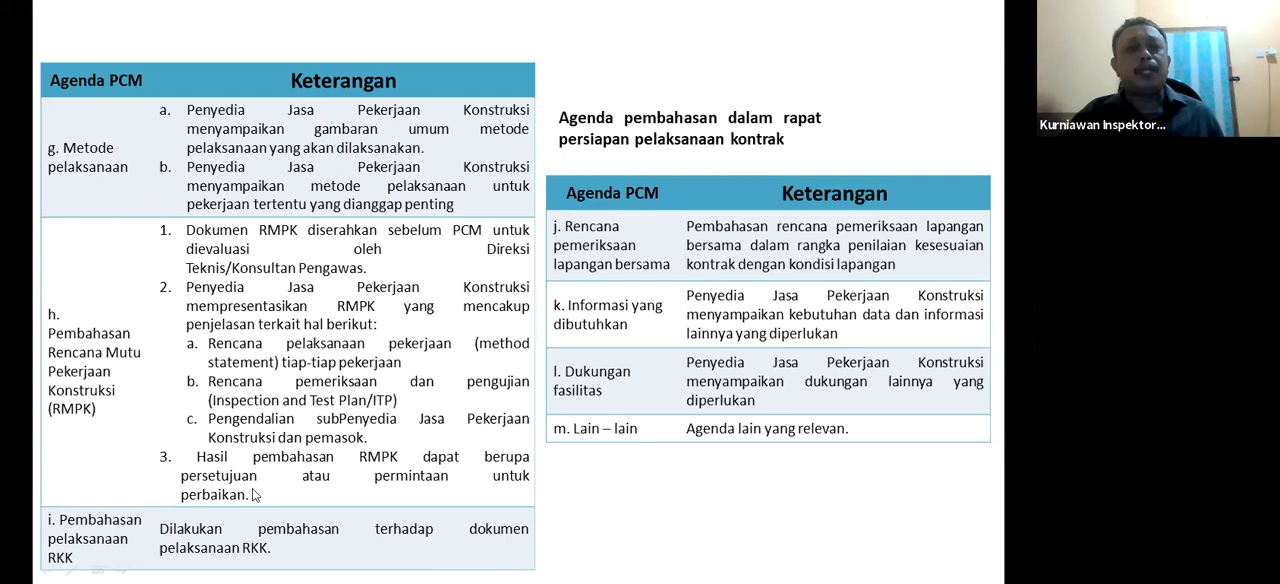 Agenda PCM Keterangan
g. Metode pelaksanaan
a. Penyedia Jasa Pekerjaan Konstruksi
menyampaikan gambaran umum metode
pelaksanaan yang akan dilaksanakan.
b. Penyedia Jasa Pekerjaan Konstruksi
menyampaikan metode pelaksanaan untuk
pekerjaan tertentu yang dianggap penting
h.
Pembahasan
Rencana Mutu
Pekerjaan
Konstruksi
(RMPK)
1. Dokumen RMPK diserahkan sebelum PCM untuk
dievaluasi oleh Direksi
Teknis/Konsultan Pengawas.
2. Penyedia Jasa Pekerjaan Konstruksi
mempresentasikan RMPK yang mencakup
penjelasan terkait hal berikut:
a. Rencana pelaksanaan pekerjaan (method
statement) tiap-tiap pekerjaan
b. Rencana pemeriksaan dan pengujian
(Inspection and Test Plan/ITP)
c. Pengendalian subPenyedia Jasa Pekerjaan
Konstruksi dan pemasok.
3. Hasil pembahasan RMPK dapat berupa
persetujuan atau permintaan untuk
perbaikan.
i. Pembahasan
pelaksanaan
RKK
Dilakukan pembahasan terhadap dokumen
pelaksanaan RKK.
Agenda pembahasan dalam rapat
persiapan pelaksanaan kontrak
Agenda PCM Keterangan
j. Rencana
pemeriksaan
lapangan bersama
Pembahasan rencana pemeriksaan lapangan
bersama dalam rangka penilaian kesesuaian
kontrak dengan kondisi lapangan
k. Informasi yang
dibutuhkan
Penyedia Jasa Pekerjaan Konstruksi
menyampaikan kebutuhan data dan informasi
lainnya yang diperlukan
l. Dukungan
fasilitas
Penyedia Jasa Pekerjaan Konstruksi
menyampaikan dukungan lainnya yang
diperlukan
m. Lain – lain
Agenda lain yang relevan.
Kurniawan Inspektor...